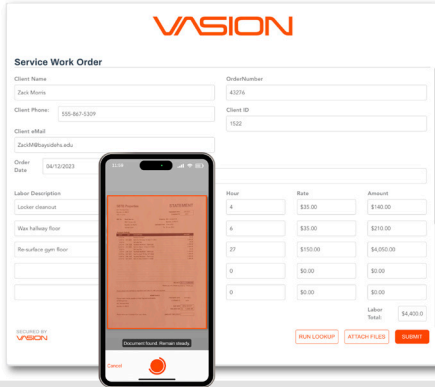 VASION
Service Work Order
Client Name
OrderNumber
Zack Morris
43276
Client Phone:
555-867-5309
Client ID
1522
Client eMail
ZackM@baysidehs.edu
Order Date
04/12/2023
Labor Description
Hour
Rate
Amount
Locker cleanout
4
$35.00
$140.00
Wax hallway floor
6
$35.00
$210.00
Re-surface gym floor
27
$150.00
$4,050.00
0
$0.00
$0.00
0
$0.00
$0.00
Labor Total:
$4,400.0
SECURED BY
VASION
RUN LOOKUP
ATTACH FILES
SUBMIT
Document found. Remain steady.
Cancel